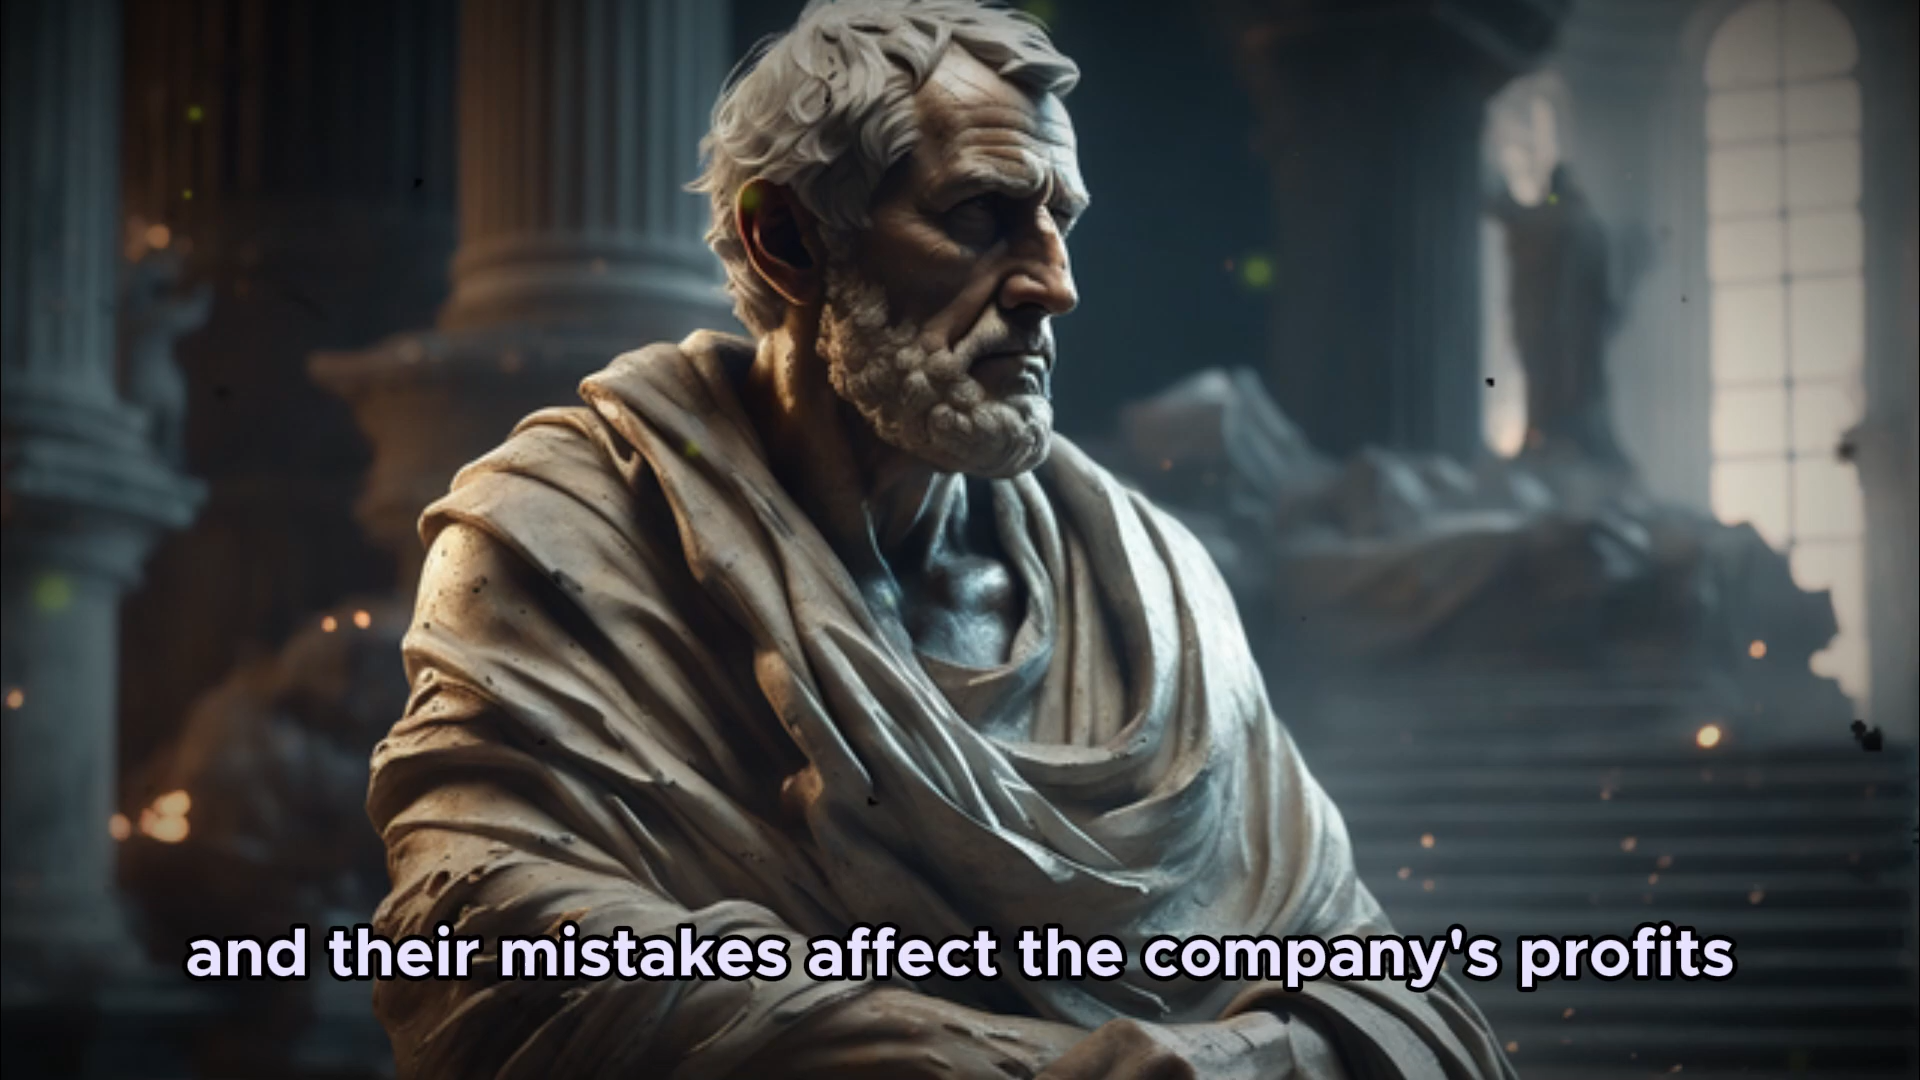 and their mistakes affect the company's profits